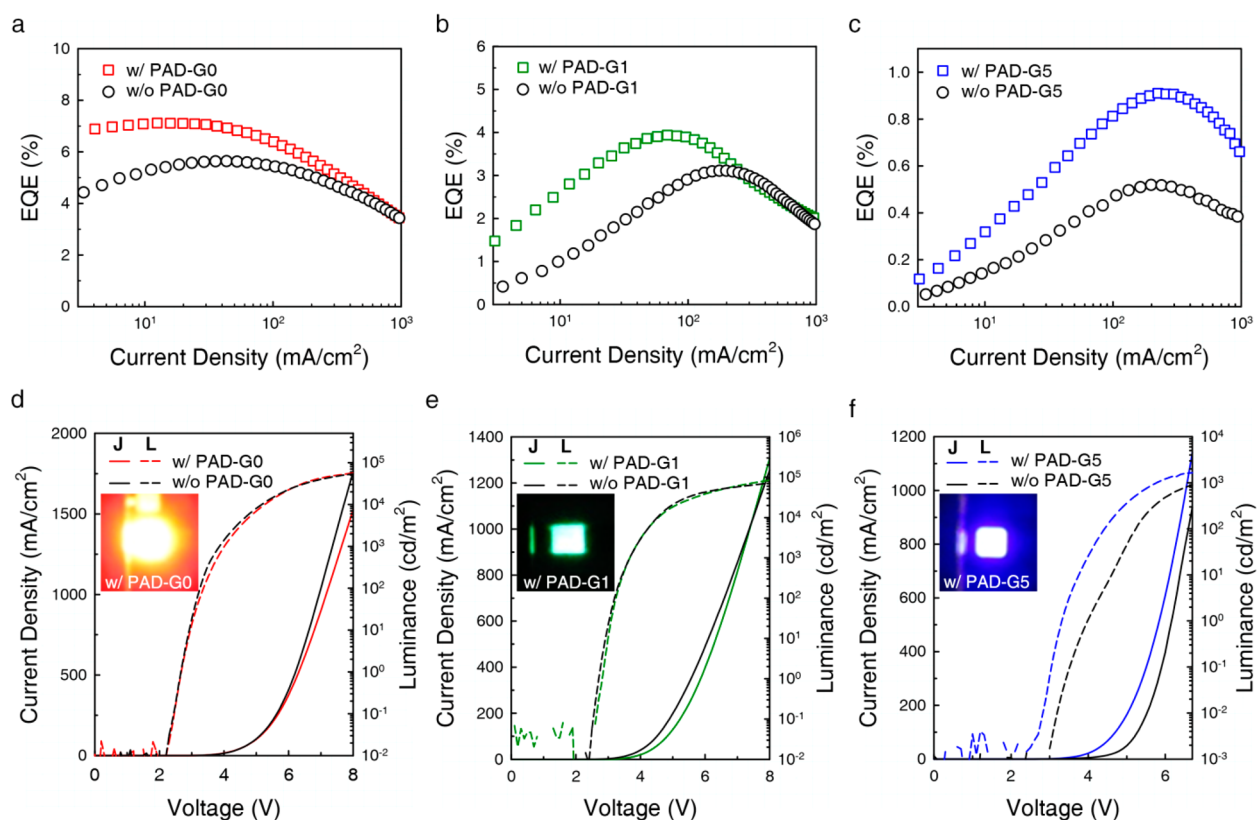 a
10
8
6
4
2
0
EQE (%)
w/ PAD-G0
w/o PAD-G0
10¹
10²
10³
Current Density (mA/cm²)
b
6
5
4
3
2
1
0
EQE (%)
w/ PAD-G1
w/o PAD-G1
10¹
10²
10³
Current Density (mA/cm²)
c
1.0
0.8
0.6
0.4
0.2
0.0
EQE (%)
w/ PAD-G5
w/o PAD-G5
10¹
10²
10³
Current Density (mA/cm²)
d
2000
1750
1500
1250
1000
750
500
250
0
Current Density (mA/cm²)
J L
w/ PAD-G0
w/o PAD-G0
w/ PAD-G0
10⁵
10⁴
10³
10²
10¹
10⁰
10⁻¹
10⁻²
Luminance (cd/m²)
0 2 4 6 8
Voltage (V)
e
1400
1200
1000
800
600
400
200
0
Current Density (mA/cm²)
J L
w/ PAD-G1
w/o PAD-G1
w/ PAD-G1
10⁶
10⁵
10⁴
10³
10²
10¹
10⁰
10⁻¹
10⁻²
Luminance (cd/m²)
0 2 4 6 8
Voltage (V)
f
1200
1000
800
600
400
200
0
Current Density (mA/cm²)
J L
w/ PAD-G5
w/o PAD-G5
w/ PAD-G5
10⁴
10³
10²
10¹
10⁰
10⁻¹
10⁻²
10⁻³
Luminance (cd/m²)
0 2 4 6
Voltage (V)